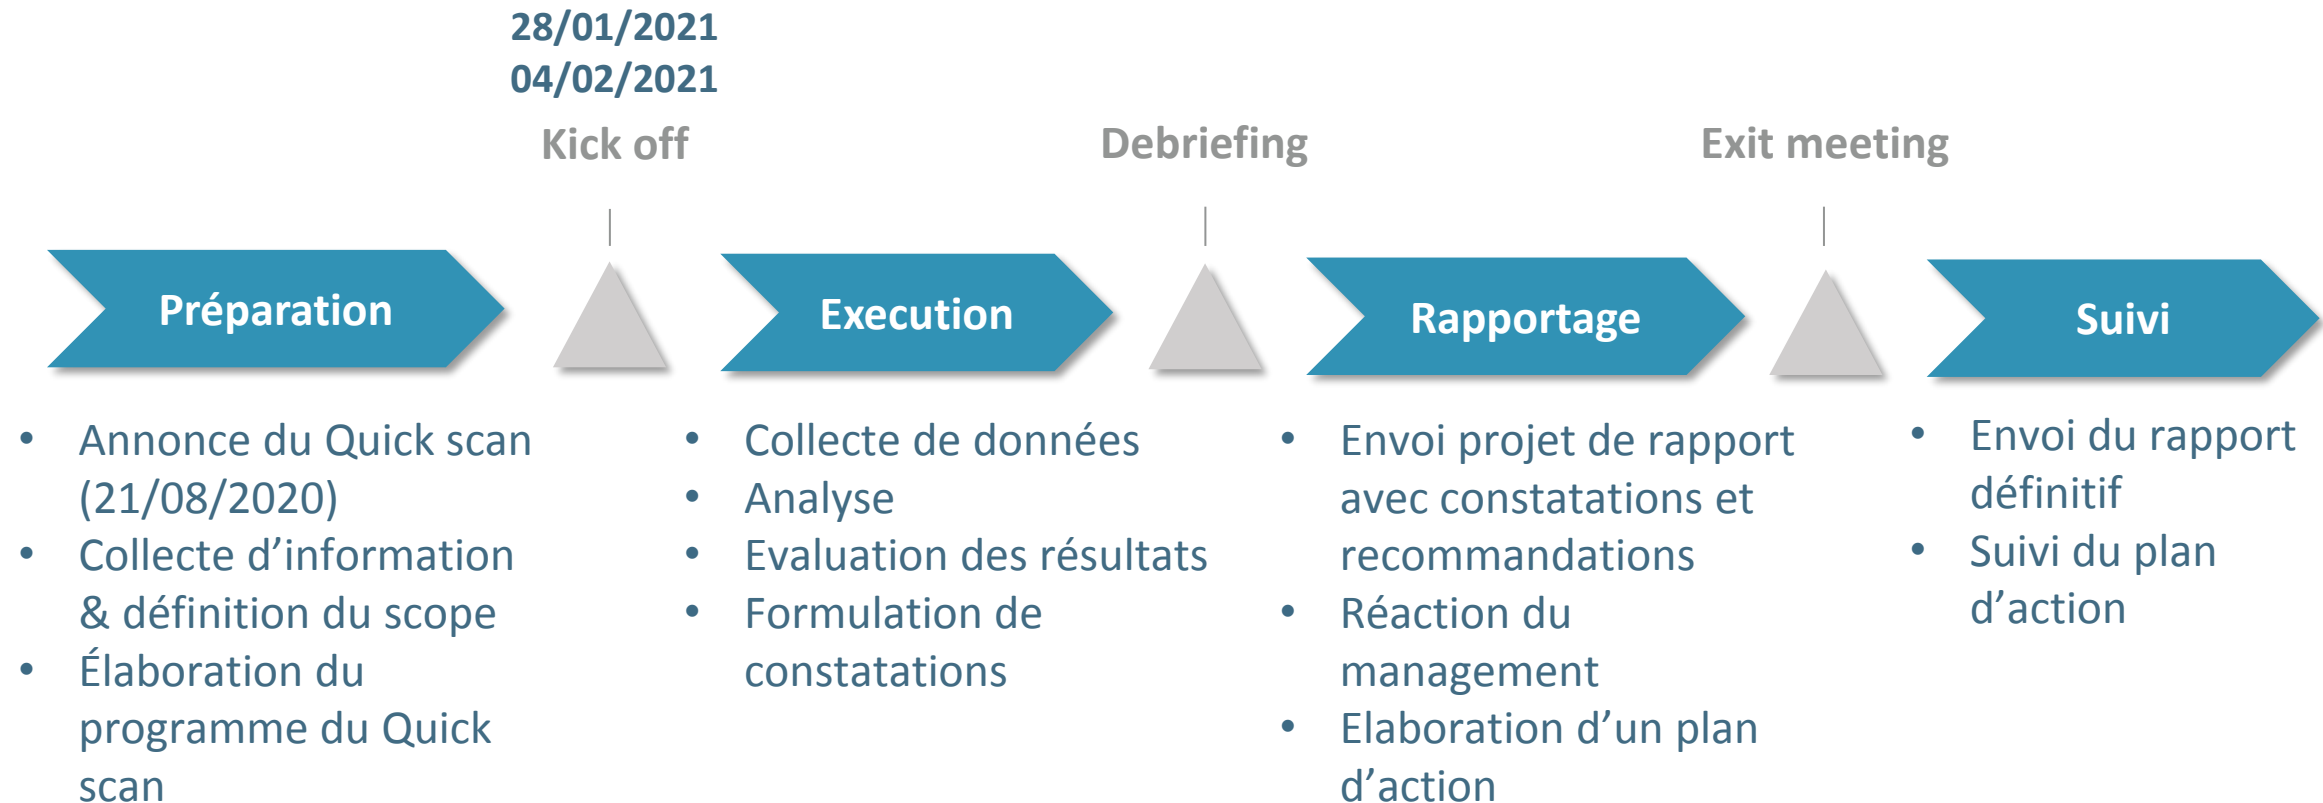 28/01/2021
04/02/2021
Kick off
Debriefing
Exit meeting
Préparation
Execution
Rapportage
Suivi
• Annonce du Quick scan
(21/08/2020)
• Collecte d’information
& définition du scope
• Élaboration du
programme du Quick
scan
• Collecte de données
• Analyse
• Evaluation des résultats
• Formulation de
constatations
• Envoi projet de rapport
avec constatations et
recommandations
• Réaction du
management
• Elaboration d’un plan
d’action
• Envoi du rapport
définitif
• Suivi du plan
d’action